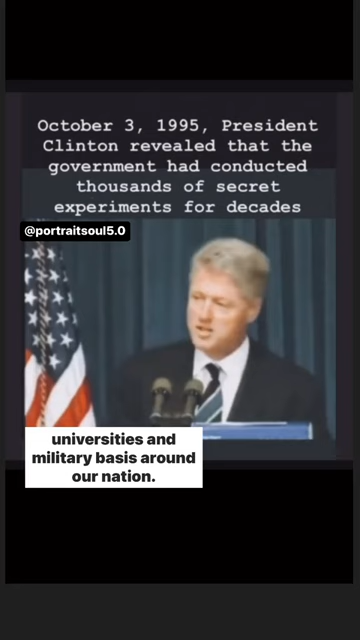 October 3, 1995, President
Clinton revealed that the
government had conducted
thousands of secret
experiments for decades
@portraitsoul5.0
universities and
military basis around
our nation.